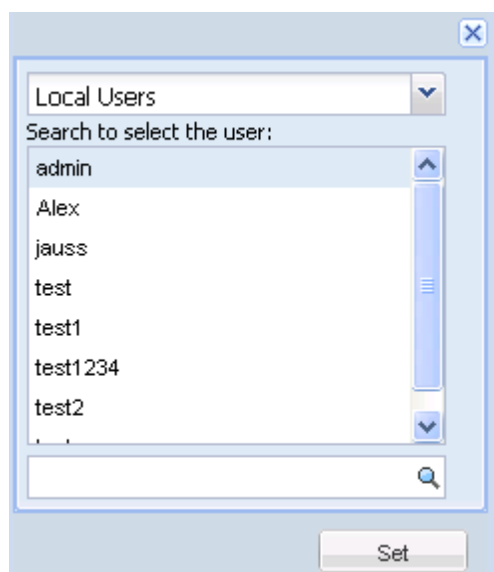 Local Users
Search to select the user:
admin
Alex
jauss
test
test1
test1234
test2
Set